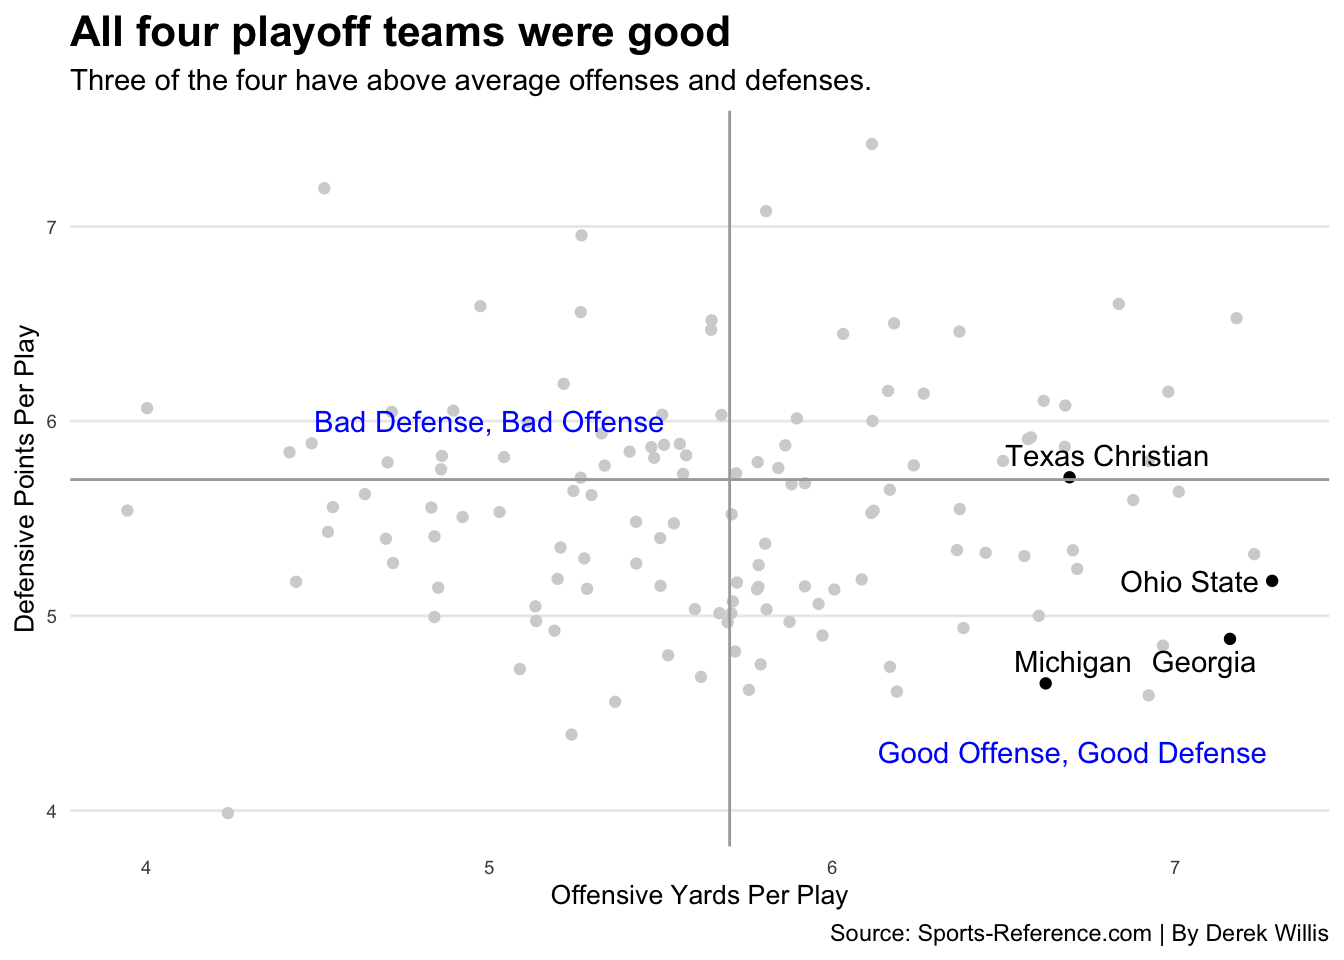 All four playoff teams were good
Three of the four have above average offenses and defenses.
Defensive Points Per Play
7
6
5
4
Bad Defense, Bad Offense
Texas Christian
Ohio State
Michigan
Georgia
Good Offense, Good Defense
4
5
6
7
Offensive Yards Per Play
Source: Sports-Reference.com | By Derek Willis